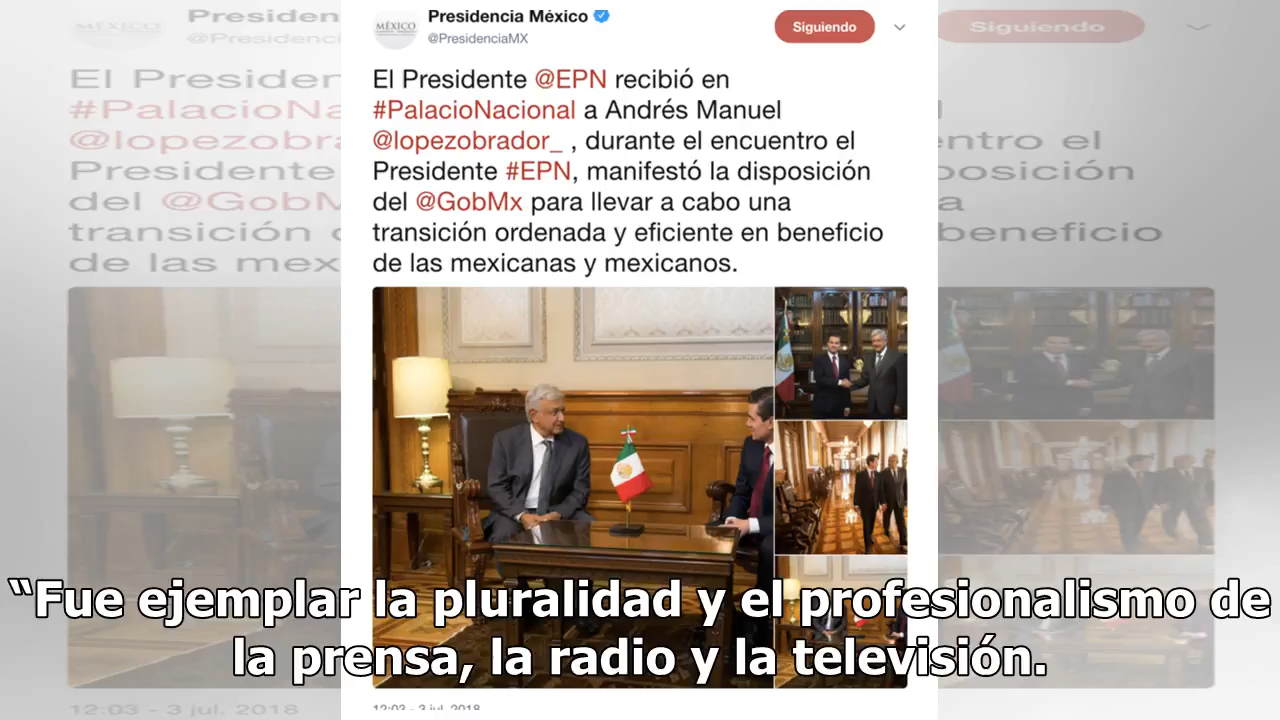 Presidencia México
@PresidenciaMX
MÉXICO
Siguiendo
El Presidente @EPN recibió en
#PalacioNacional a Andrés Manuel
@lopezobrador_ , durante el encuentro el
Presidente #EPN, manifestó la disposición
del @GobMx para llevar a cabo una
transición ordenada y eficiente en beneficio
de las mexicanas y mexicanos.
“Fue ejemplar la pluralidad y el profesionalismo de
la prensa, la radio y la televisión.
12:03 - 3 jul. 2018